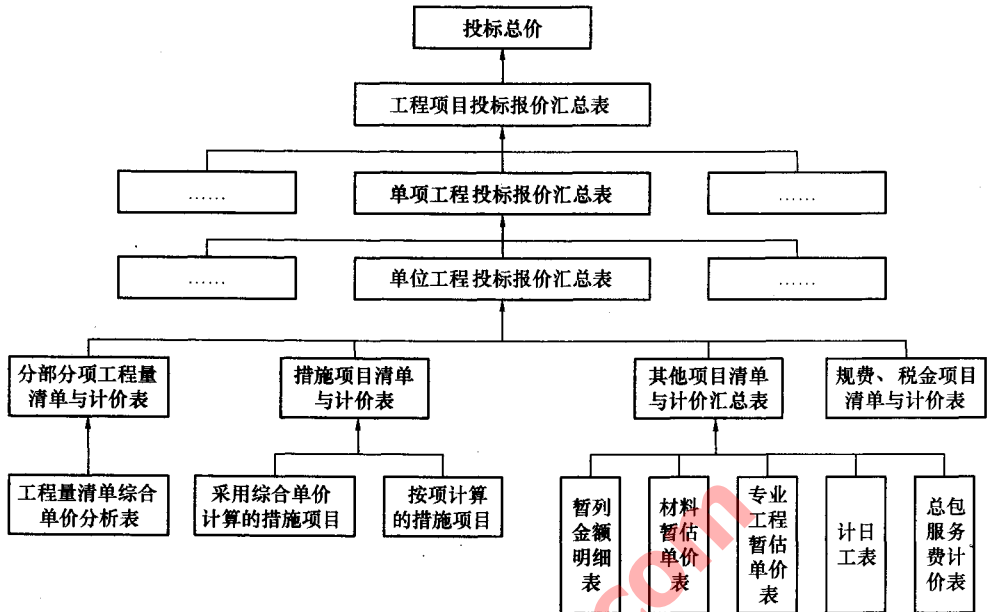 投标总价
工程项目投标报价汇总表
……
单项工程投标报价汇总表
……
……
单位工程投标报价汇总表
……
分部分项工程量
清单与计价表
措施项目清单
与计价表
其他项目清单
与计价汇总表
规费、税金项目
清单与计价表
工程量清单综合
单价分析表
采用综合单价
计算的措施项目
按项计算
的措施项目
暂列
金额
明细
表
材料
暂估
单价
表
专业
工程
暂估
单价
表
计日
工表
总包
服务
费计
价表
com